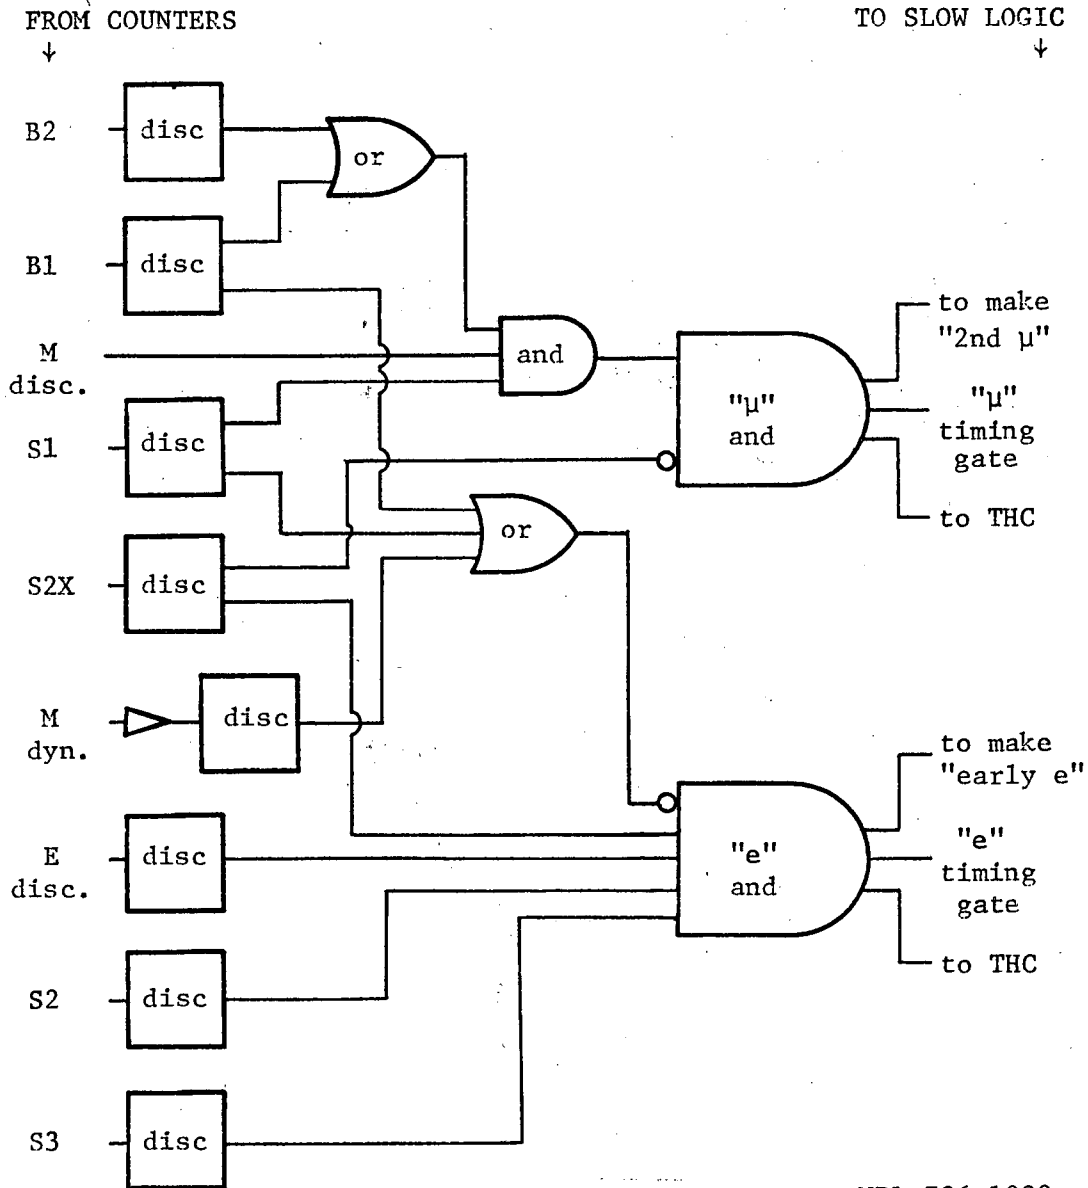 FROM COUNTERS
TO SLOW LOGIC
↓
↓
B2
disc
or
B1
disc
to make
"2nd μ"
M
disc.
and
"μ"
and
"μ"
timing
gate
S1
disc
to THC
or
S2X
disc
M
dyn.
disc
to make
"early e"
E
disc.
disc
"e"
and
"e"
timing
gate
to THC
S2
disc
S3
disc